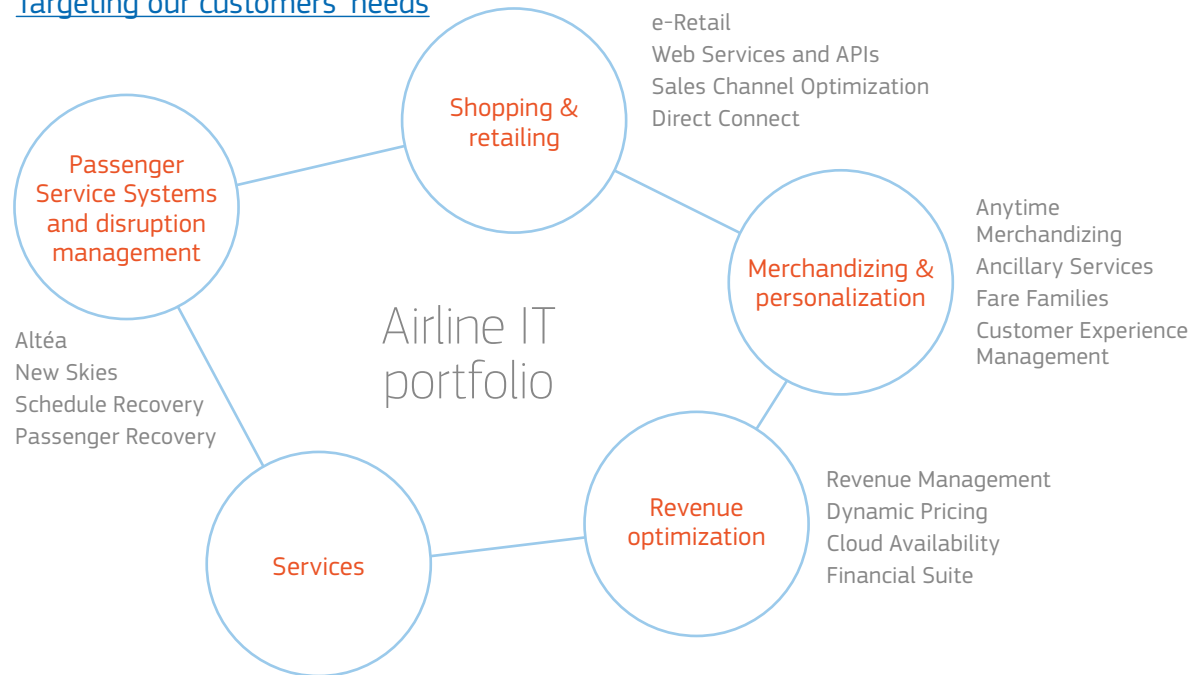 Targeting our customers' needs
e-Retail
Web Services and APIs
Sales Channel Optimization
Direct Connect
Shopping &
retailing
Passenger
Service Systems
and disruption
management
Anytime
Merchandizing
Ancillary Services
Fare Families
Customer Experience
Management
Merchandizing &
personalization
Airline IT
portfolio
Altéa
New Skies
Schedule Recovery
Passenger Recovery
Revenue Management
Dynamic Pricing
Cloud Availability
Financial Suite
Revenue
optimization
Services